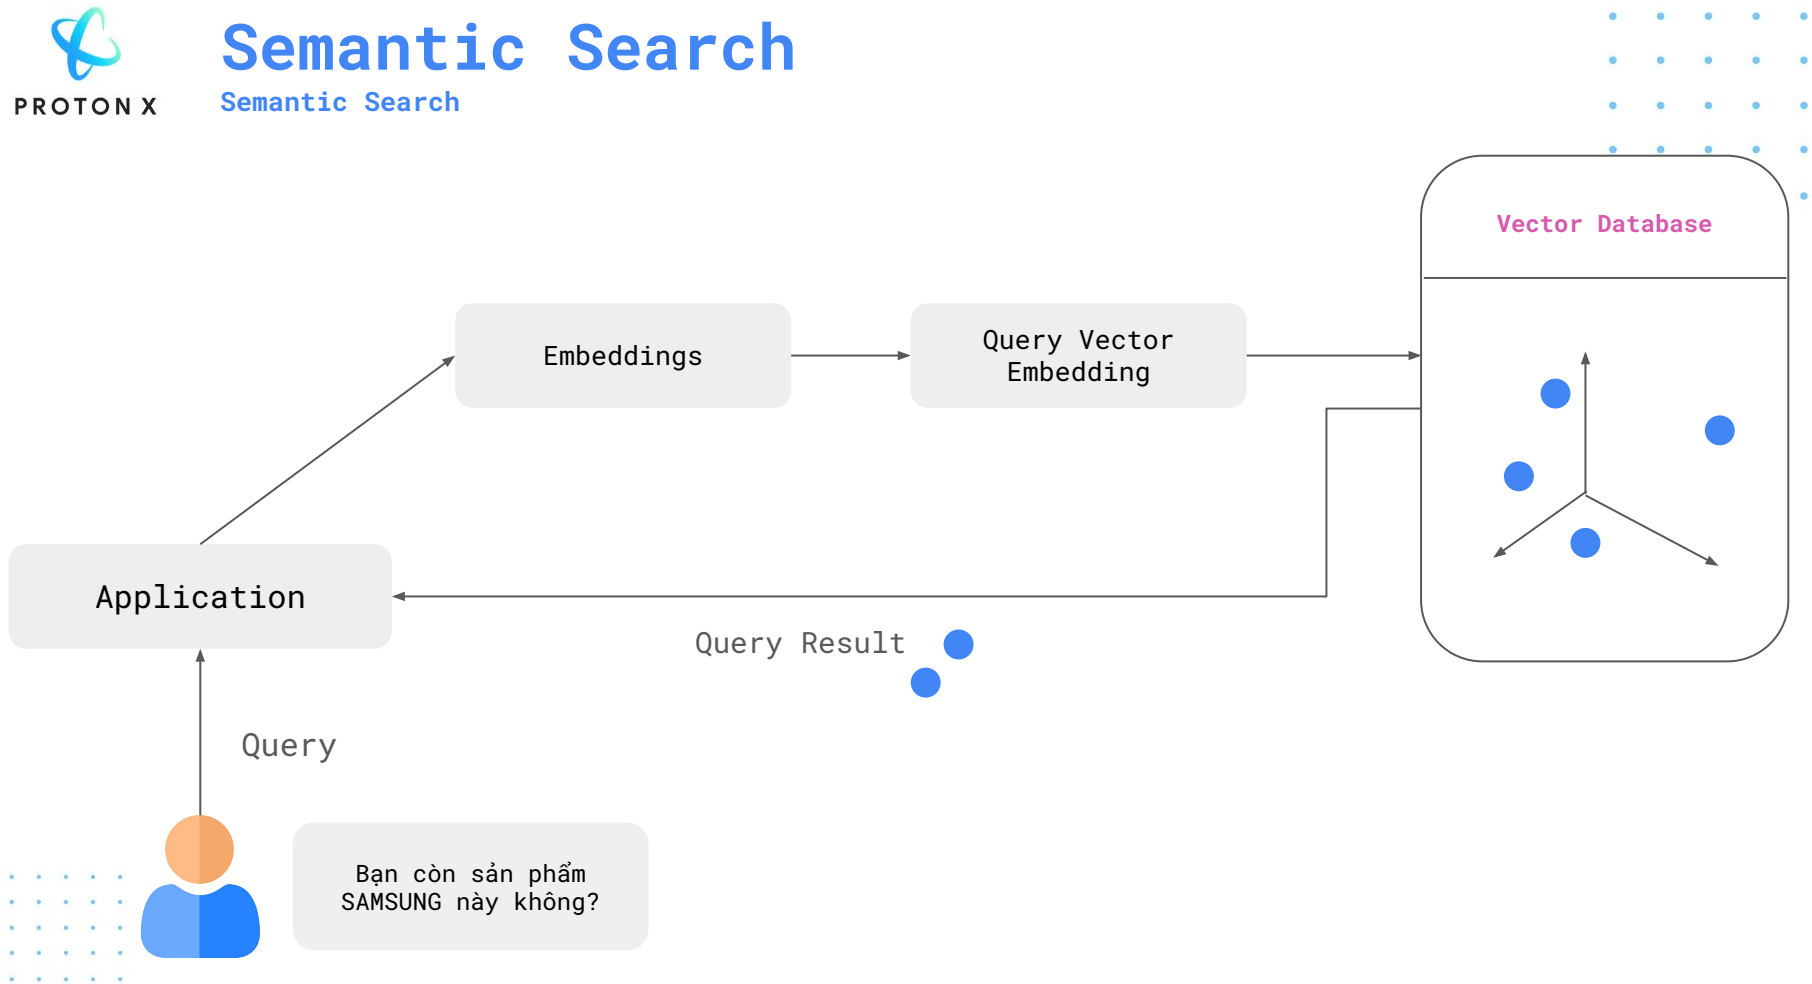 PROTON X
Semantic Search
Semantic Search
Vector Database
Embeddings
Query Vector
Embedding
Application
Query Result
Query
Bạn còn sản phẩm
SAMSUNG này không?